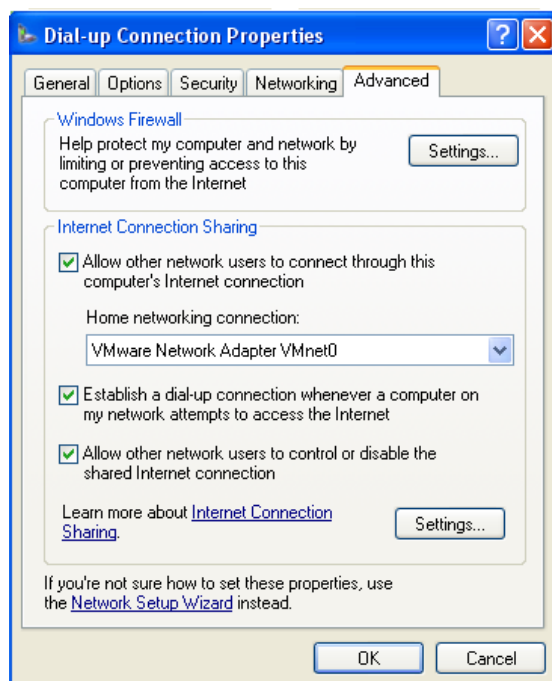 Dial-up Connection Properties
General
Options
Security
Networking
Advanced
Windows Firewall
Help protect my computer and network by
limiting or preventing access to this
computer from the Internet
Settings...
Internet Connection Sharing
Allow other network users to connect through this
computer's Internet connection
Home networking connection:
VMware Network Adapter VMnet0
Establish a dial-up connection whenever a computer on
my network attempts to access the Internet
Allow other network users to control or disable the
shared Internet connection
Learn more about Internet Connection
Sharing.
Settings...
If you're not sure how to set these properties, use
the Network Setup Wizard instead.
OK
Cancel